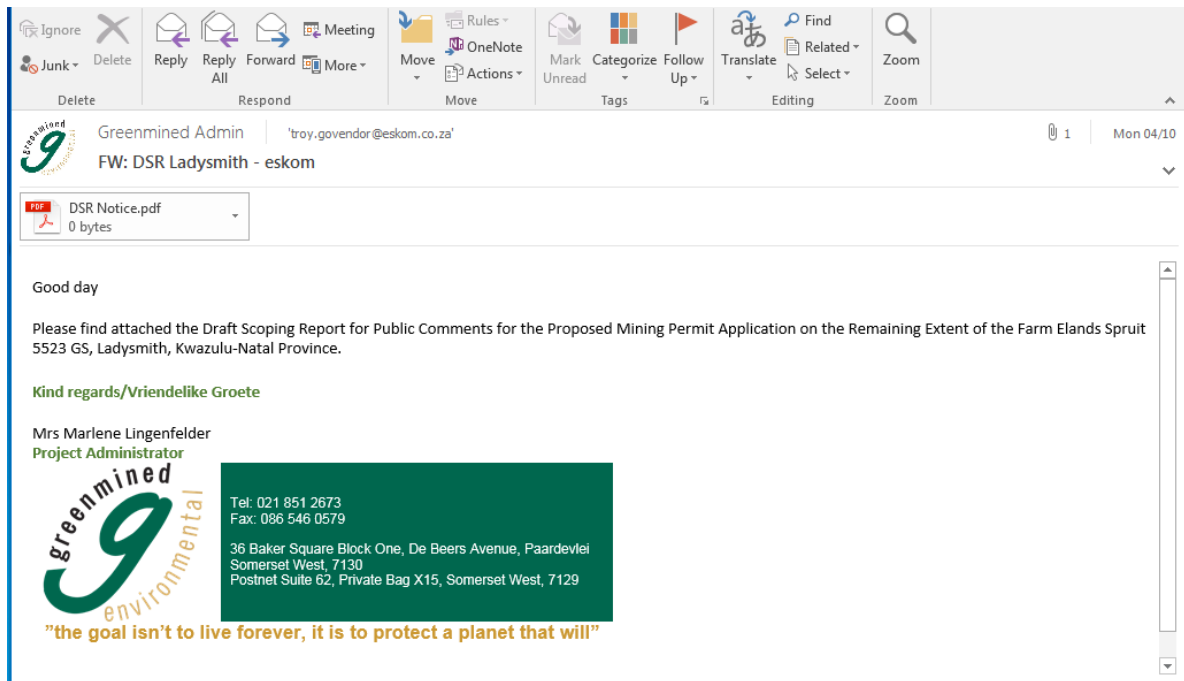 Ignore
Junk
Delete
Reply
Reply All
Forward
Meeting
More
Move
Rules
OneNote
Actions
Mark Unread
Categorize
Follow Up
Translate
Find
Related
Select
Zoom
Delete
Respond
Move
Tags
Editing
Zoom
greenmined
environmental
Greenmined Admin 'troy.govendor@eskom.co.za' 1 Mon 04/10
FW: DSR Ladysmith - eskom
PDF
DSR Notice.pdf
0 bytes
Good day
Please find attached the Draft Scoping Report for Public Comments for the Proposed Mining Permit Application on the Remaining Extent of the Farm Elands Spruit
5523 GS, Ladysmith, Kwazulu-Natal Province.
Kind regards/Vriendelike Groete
Mrs Marlene Lingenfelder
Project Administrator
greenmined
environmental
Tel: 021 851 2673
Fax: 086 546 0579
36 Baker Square Block One, De Beers Avenue, Paardevlei
Somerset West, 7130
Postnet Suite 62, Private Bag X15, Somerset West, 7129
”the goal isn’t to live forever, it is to protect a planet that will”